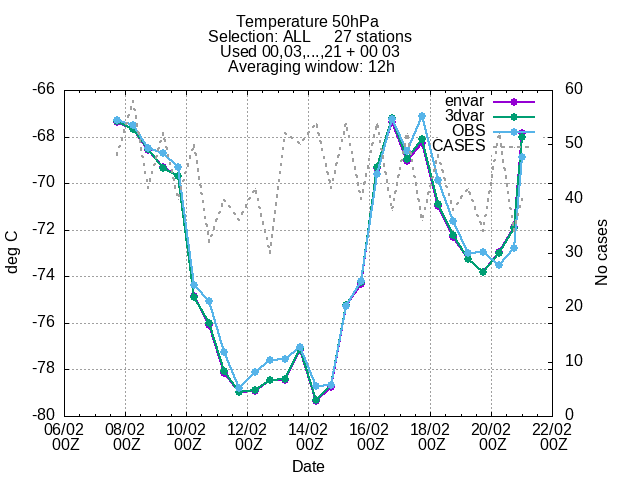 Temperature 50hPa
Selection: ALL 27 stations
Used 00,03,...,21 + 00 03
Averaging window: 12h
-66
-68
-70
-72
-74
-76
-78
-80
deg C
60
50
40
30
20
10
0
No cases
envar
3dvar
OBS
CASES
06/02 08/02 10/02 12/02 14/02 16/02 18/02 20/02 22/02
00Z 00Z 00Z 00Z 00Z 00Z 00Z 00Z 00Z
Date